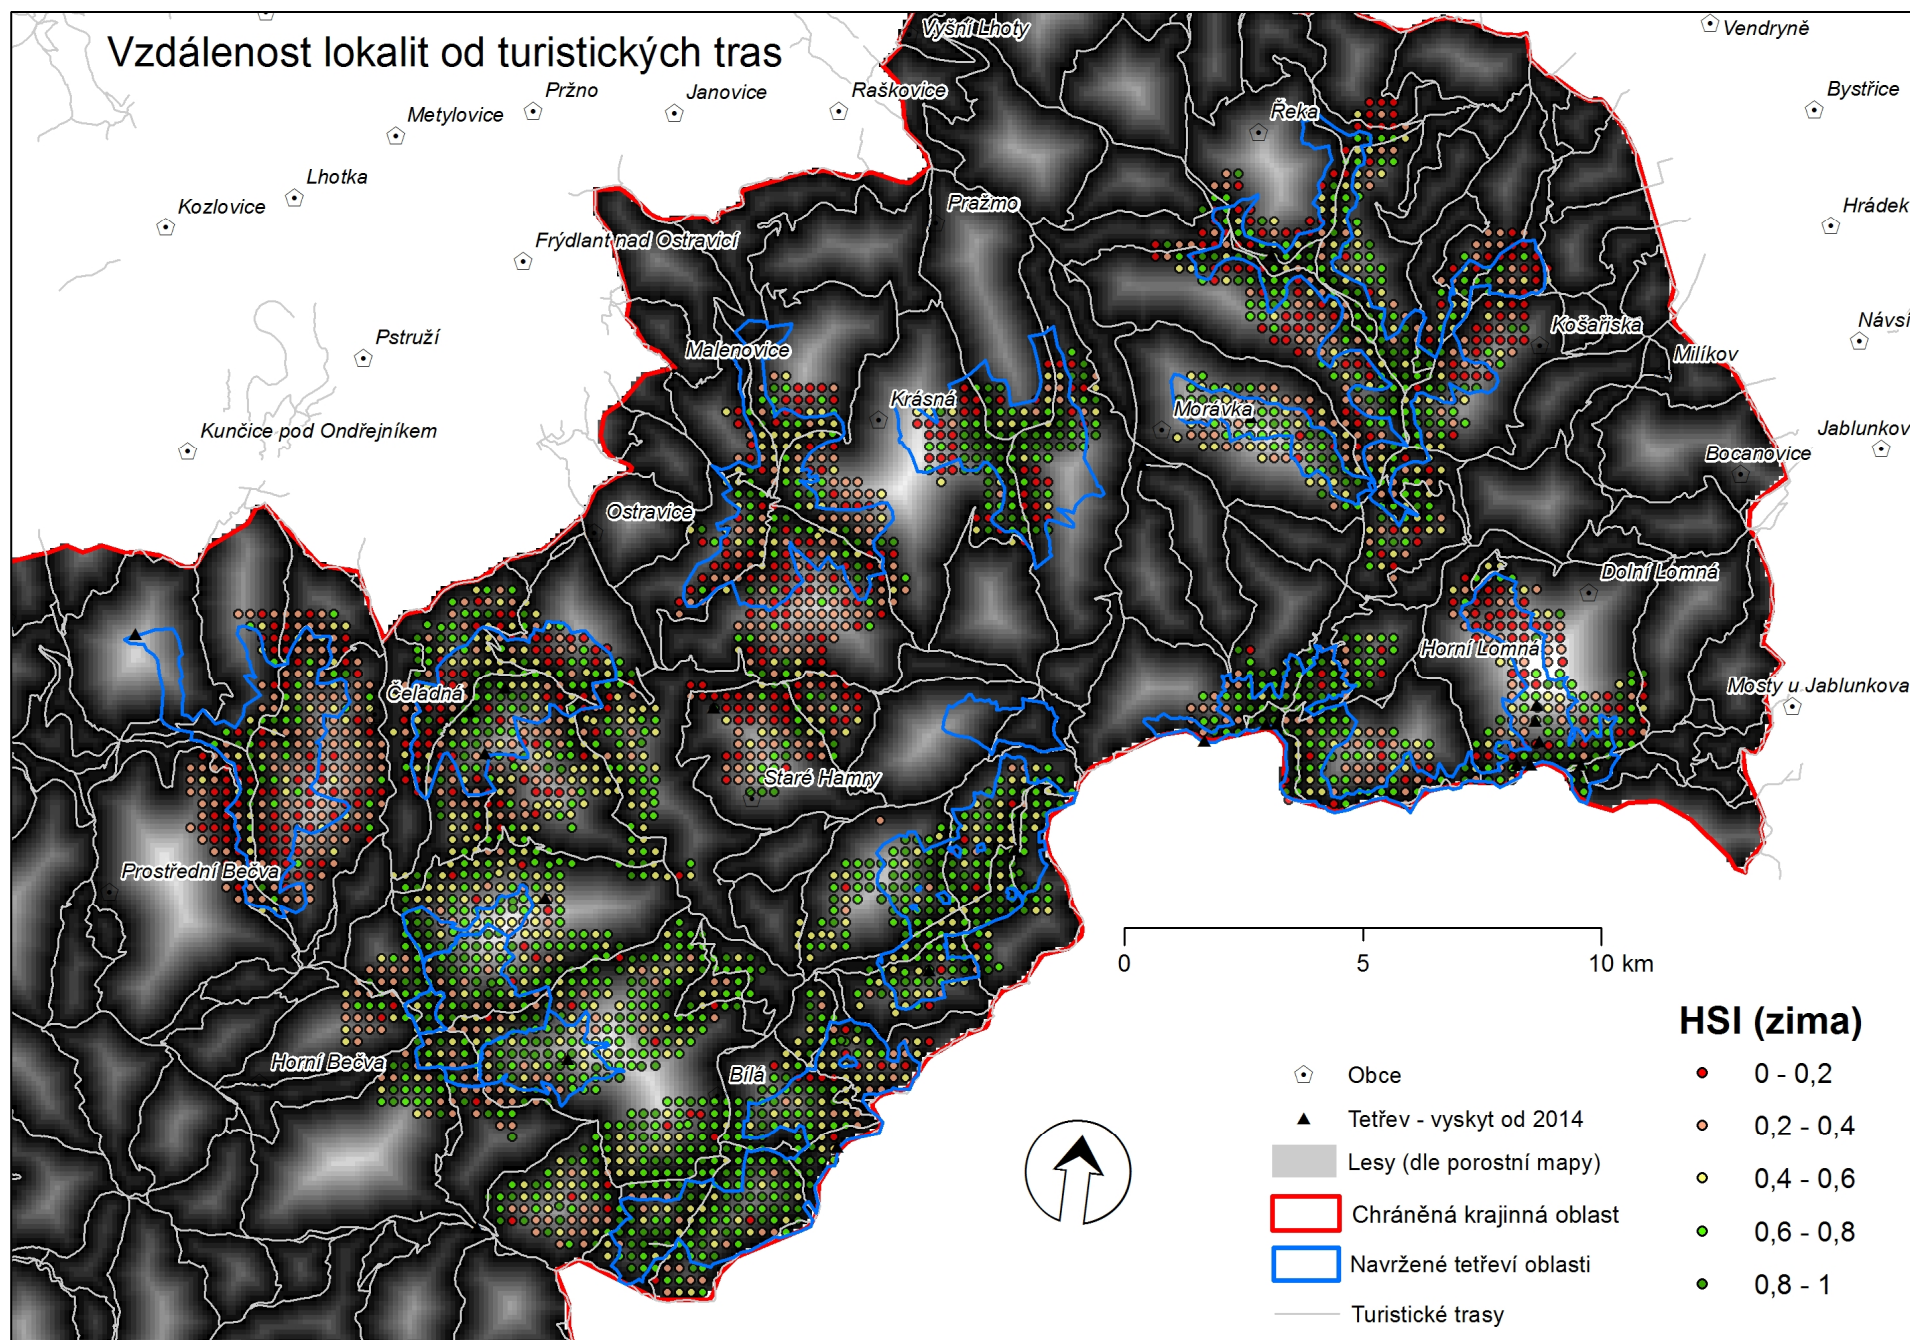 Vzdálenost lokalit od turistických tras
Vyšní Lhoty
Vendryně
Pržno
Janovice
Raškovice
Bystřice
Metylovice
Řeka
Lhotka
Kozlovice
Pražmo
Hrádek
Frýdlant nad Ostravicí
Pstruží
Malenovice
Košařiska
Návsí
Milíkov
Krásná
Morávka
Kunčice pod Ondřejníkem
Jablunkov
Bocanovice
Ostravice
Dolní Lomná
Horní Lomná
Čeladná
Mosty u Jablunkova
Staré Hamry
Prostřední Bečva
Horní Bečva
Bílá
0 5 10 km
HSI (zima)
0 - 0,2
0,2 - 0,4
0,4 - 0,6
0,6 - 0,8
0,8 - 1
Obce
Tetřev - vyskyt od 2014
Lesy (dle porostní mapy)
Chráněná krajinná oblast
Navržené tetřeví oblasti
Turistické trasy